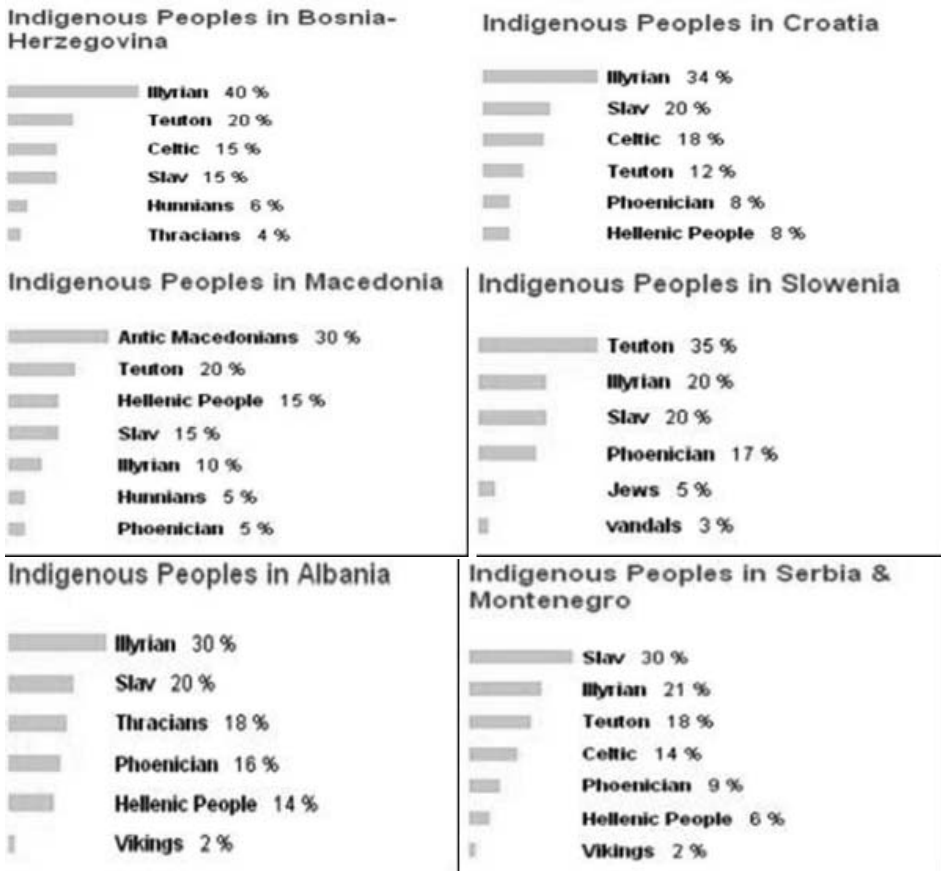 Indigenous Peoples in Bosnia-
Herzegovina
Illyrian 40 %
Teuton 20 %
Celtic 15 %
Slav 15 %
Hunnians 6 %
Thracians 4 %
Indigenous Peoples in Croatia
Illyrian 34 %
Slav 20 %
Celtic 18 %
Teuton 12 %
Phoenician 8 %
Hellenic People 8 %
Indigenous Peoples in Macedonia
Antic Macedonians 30 %
Teuton 20 %
Hellenic People 15 %
Slav 15 %
Illyrian 10 %
Hunnians 5 %
Phoenician 5 %
Indigenous Peoples in Slowenia
Teuton 35 %
Illyrian 20 %
Slav 20 %
Phoenician 17 %
Jews 5 %
vandals 3 %
Indigenous Peoples in Albania
Illyrian 30 %
Slav 20 %
Thracians 18 %
Phoenician 16 %
Hellenic People 14 %
Vikings 2 %
Indigenous Peoples in Serbia &
Montenegro
Slav 30 %
Illyrian 21 %
Teuton 18 %
Celtic 14 %
Phoenician 9 %
Hellenic People 6 %
Vikings 2 %